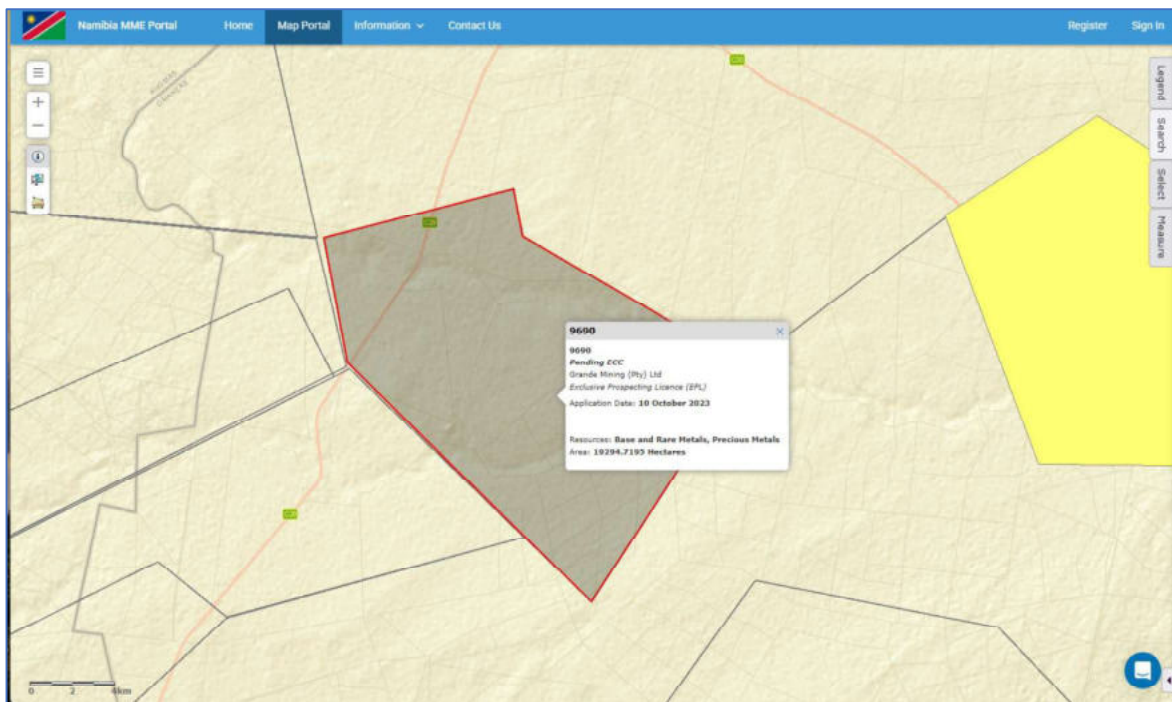 Namibia MME Portal Home Map Portal Information Contact Us Register Sign In
Legend
Search
Select
Measure
9690
9690
Pending ECC
Grande Mining (Pty) Ltd
Exclusive Prospecting Licence (EPL)
Application Date: 10 October 2023
Resources: Base and Rare Metals, Precious Metals
Area: 19294.7195 Hectares
0 2 4km